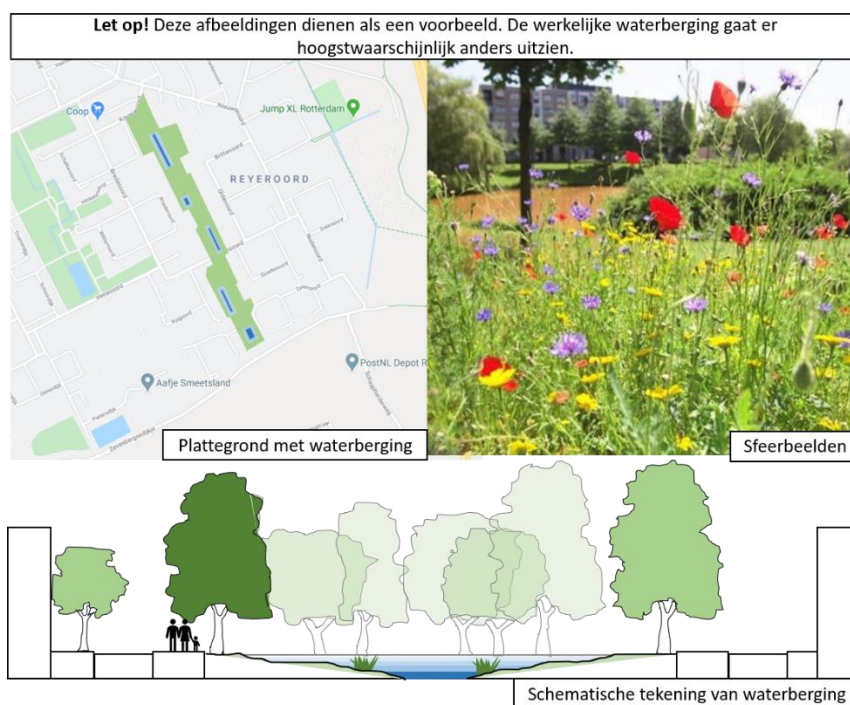 Let op! Deze afbeeldingen dienen als een voorbeeld. De werkelijke waterberging gaat er
hoogstwaarschijnlijk anders uitzien.
Coop
Jump XL Rotterdam
REYEROORD
PostNL Depot R
Aafje Smeetsland
Plattegrond met waterberging
Sfeerbeelden
Schematische tekening van waterberging